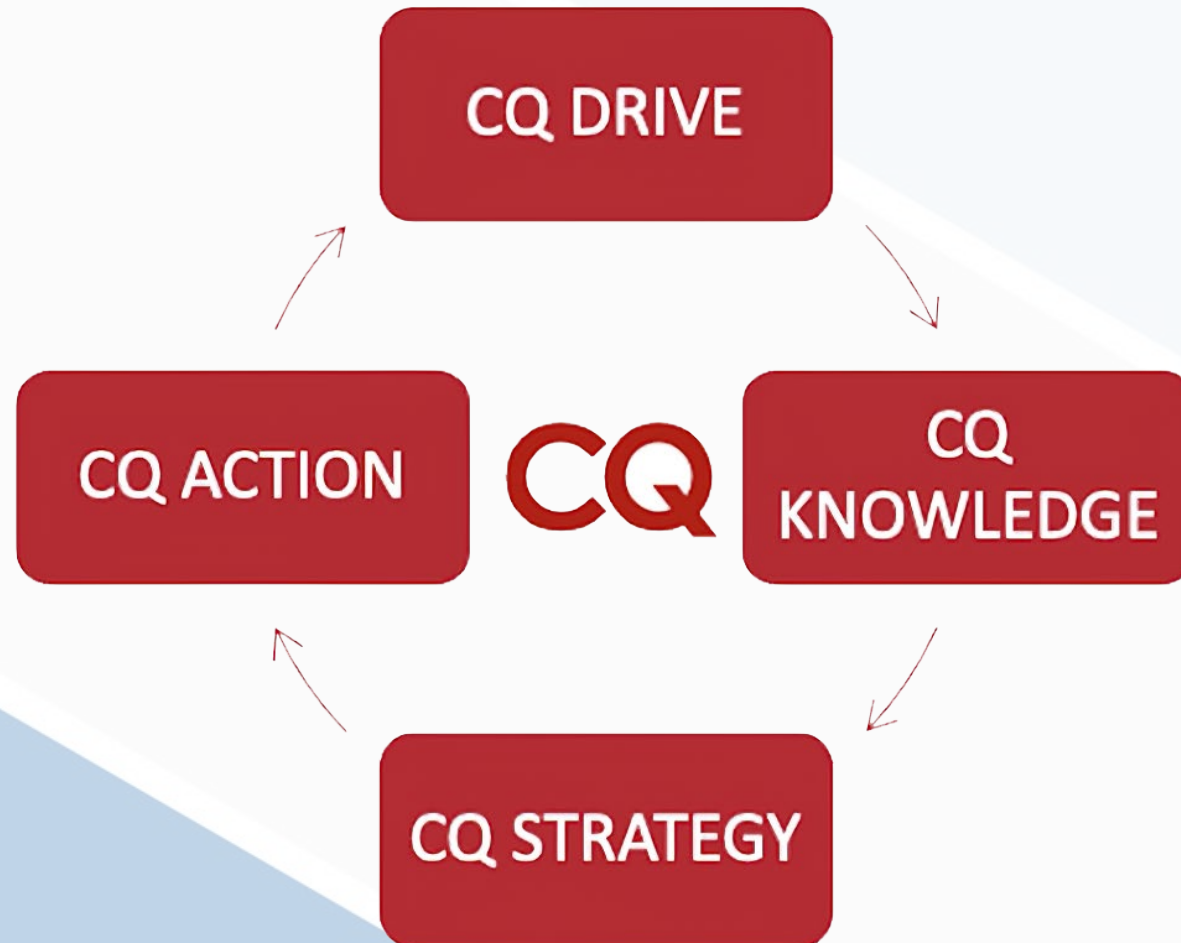 CQ DRIVE
CQ ACTION
CQ
CQ
KNOWLEDGE
CQ STRATEGY